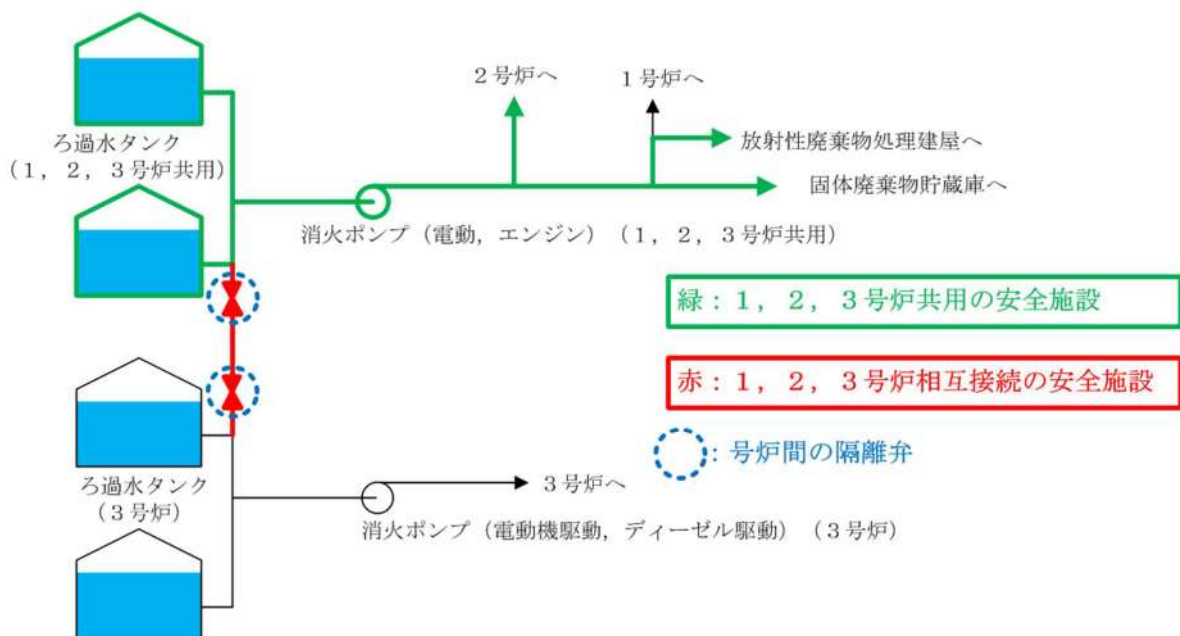 2号炉へ
1号炉へ
ろ過水タンク
(1,2,3号炉共用)
放射性廃棄物処理建屋へ
固体廃棄物貯蔵庫へ
消火ポンプ(電動,エンジン)(1,2,3号炉共用)
緑:1,2,3号炉共用の安全施設
赤:1,2,3号炉相互接続の安全施設
:号炉間の隔離弁
ろ過水タンク
(3号炉)
3号炉へ
消火ポンプ(電動機駆動,ディーゼル駆動)(3号炉)